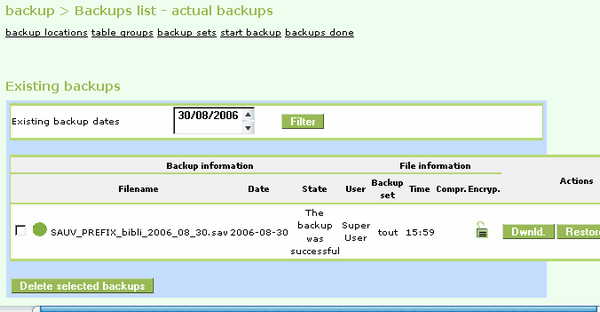 backup > Backups list - actual backups
backup locations table groups backup sets start backup backups done
Existing backups
Existing backup dates 30/08/2006 Filter
Backup information File information
Filename Date State User Backup set Time Compr. Encryp. Actions
SAUV_PREFIX_bibli_2006_08_30.sav 2006-08-30 The backup was successful Super User tout 15:59 Dwnld. Restore
Delete selected backups